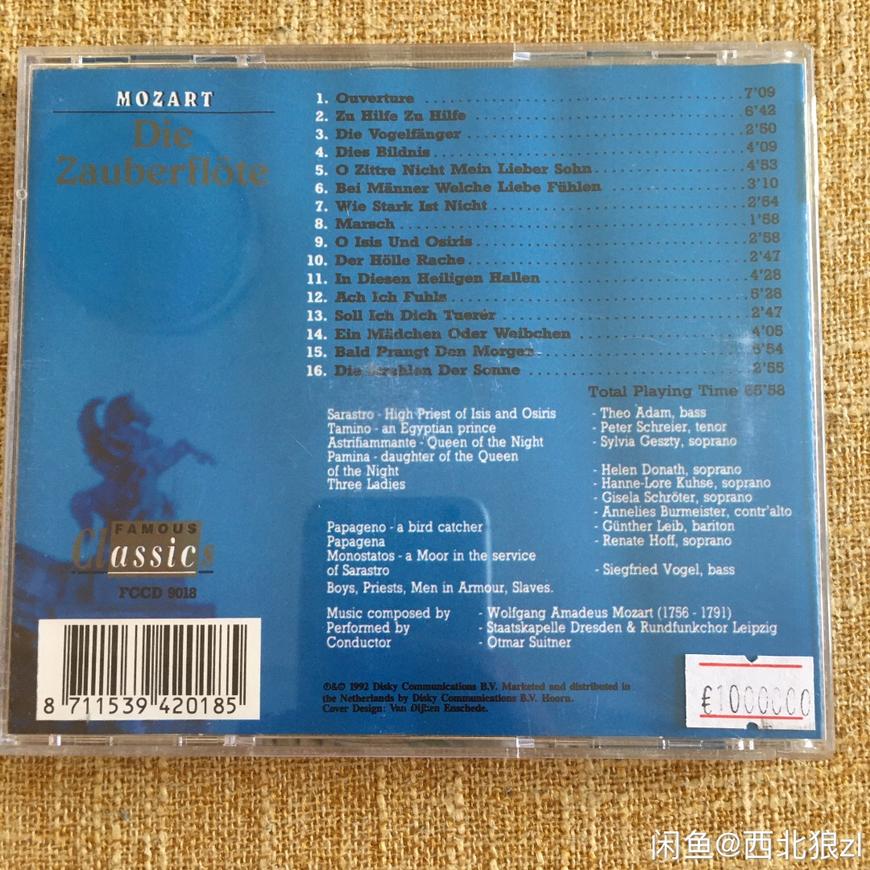 MOZART
Die
Zauberflöte
1. Ouverture 7'09
2. Zu Hilfe Zu Hilfe 6'42
3. Die Vogelfänger 2'50
4. Dies Bildnis 4'09
5. O Zittre Nicht Mein Lieber Sohn 4'53
6. Bei Männer Welche Liebe Fühlen 3'10
7. Wie Stark Ist Nicht 2'54
8. Marsch 1'58
9. O Isis Und Osiris 2'58
10. Der Hölle Rache 2'47
11. In Diesen Heiligen Hallen 4'28
12. Ach Ich Fuhls 5'28
13. Soll Ich Dich Tuerér 2'47
14. Ein Mädchen Oder Weibchen 4'05
15. Bald Prangt Den Morgen
16. Die Der Sonne 2'55
Total Playing Time 65'58
Sarastro - High Priest of Isis and Osiris - Theo Adam, bass
Tamino - an Egyptian prince - Peter Schreier, tenor
Astrifiammante - Queen of the Night - Sylvia Geszty, soprano
Pamina - daughter of the Queen
of the Night - Helen Donath, soprano
Three Ladies - Hanne-Lore Kuhse, soprano
- Gisela Schröter, soprano
- Annelies Burmeister, contr'alto
Papageno - a bird catcher - Günther Leib, bariton
Papagena - Renate Hoff, soprano
Monostatos - a Moor in the service
of Sarastro - Siegfried Vogel, bass
Boys, Priests, Men in Armour, Slaves.
Music composed by - Wolfgang Amadeus Mozart (1756 - 1791)
Performed by - Staatskapelle Dresden & Rundfunkchor Leipzig
Conductor - Otmar Suitner
FAMOUS
Classics
FCCD 9018
8 711539 420185
℗&© 1992 Disky Communications B.V. Marketed and distributed in
the Netherlands by Disky Communications B.V. Hoorn.
Cover Design: Van Dijken Enschede.
£1000000
闲鱼@西北狼zl